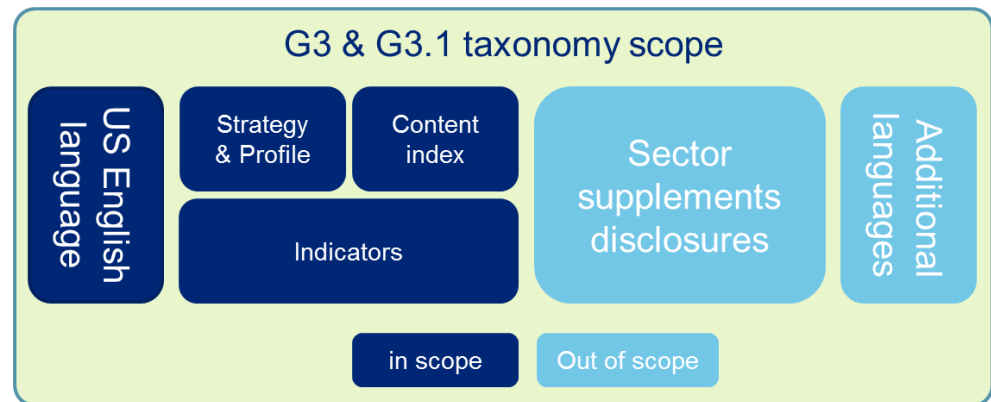 G3 & G3.1 taxonomy scope
US English
language
Strategy
& Profile
Content
index
Indicators
Sector
supplements
disclosures
Additional
languages
in scope
Out of scope